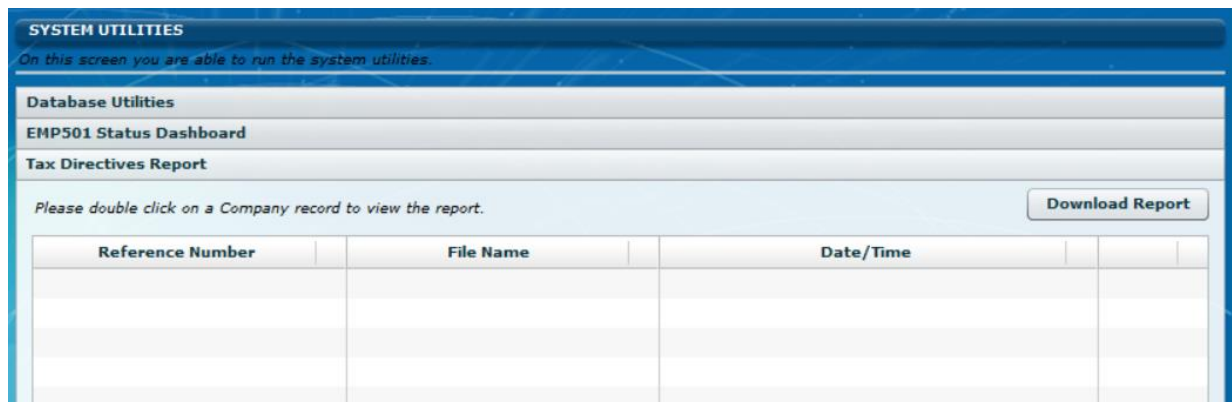 SYSTEM UTILITIES
On this screen you are able to run the system utilities.
Database Utilities
EMP501 Status Dashboard
Tax Directives Report
Please double click on a Company record to view the report.
Download Report
Reference Number File Name Date/Time